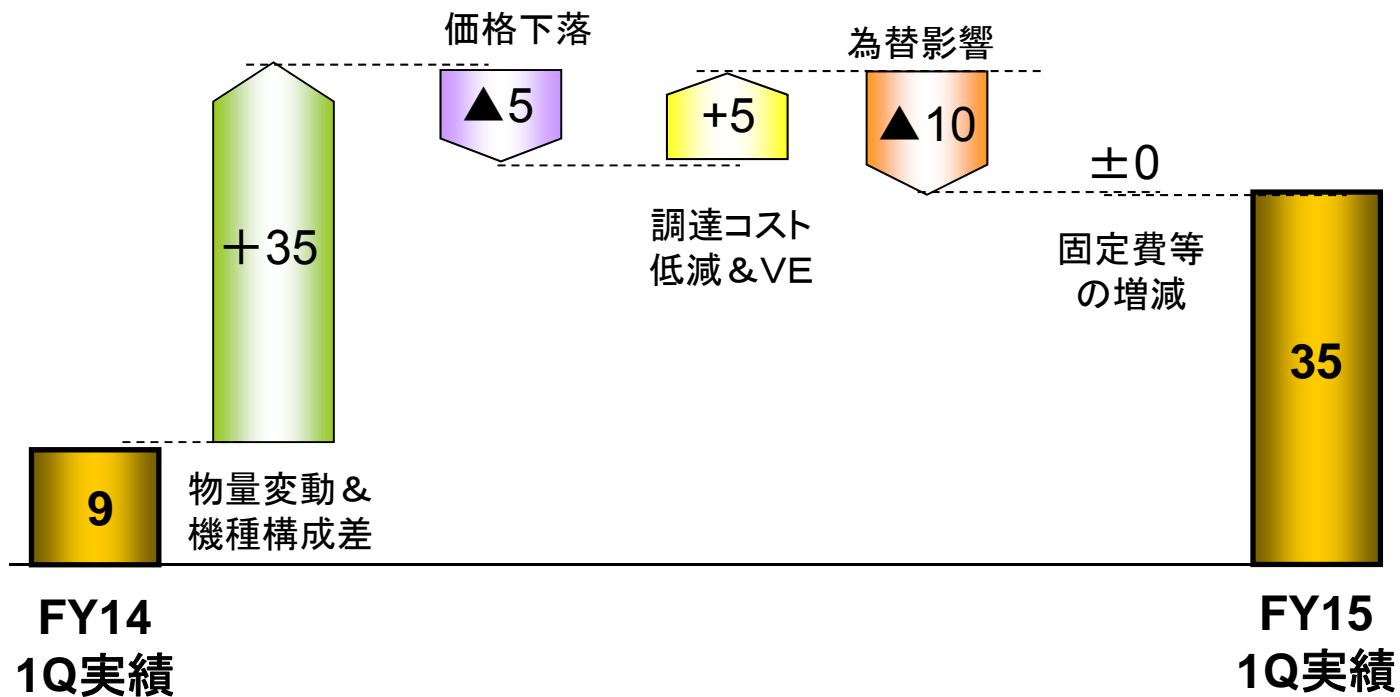 価格下落
為替影響
▲5
+5
▲10
±0
+35
調達コスト
低減&VE
固定費等
の増減
35
9
物量変動&
機種構成差
FY14
1Q実績
FY15
1Q実績